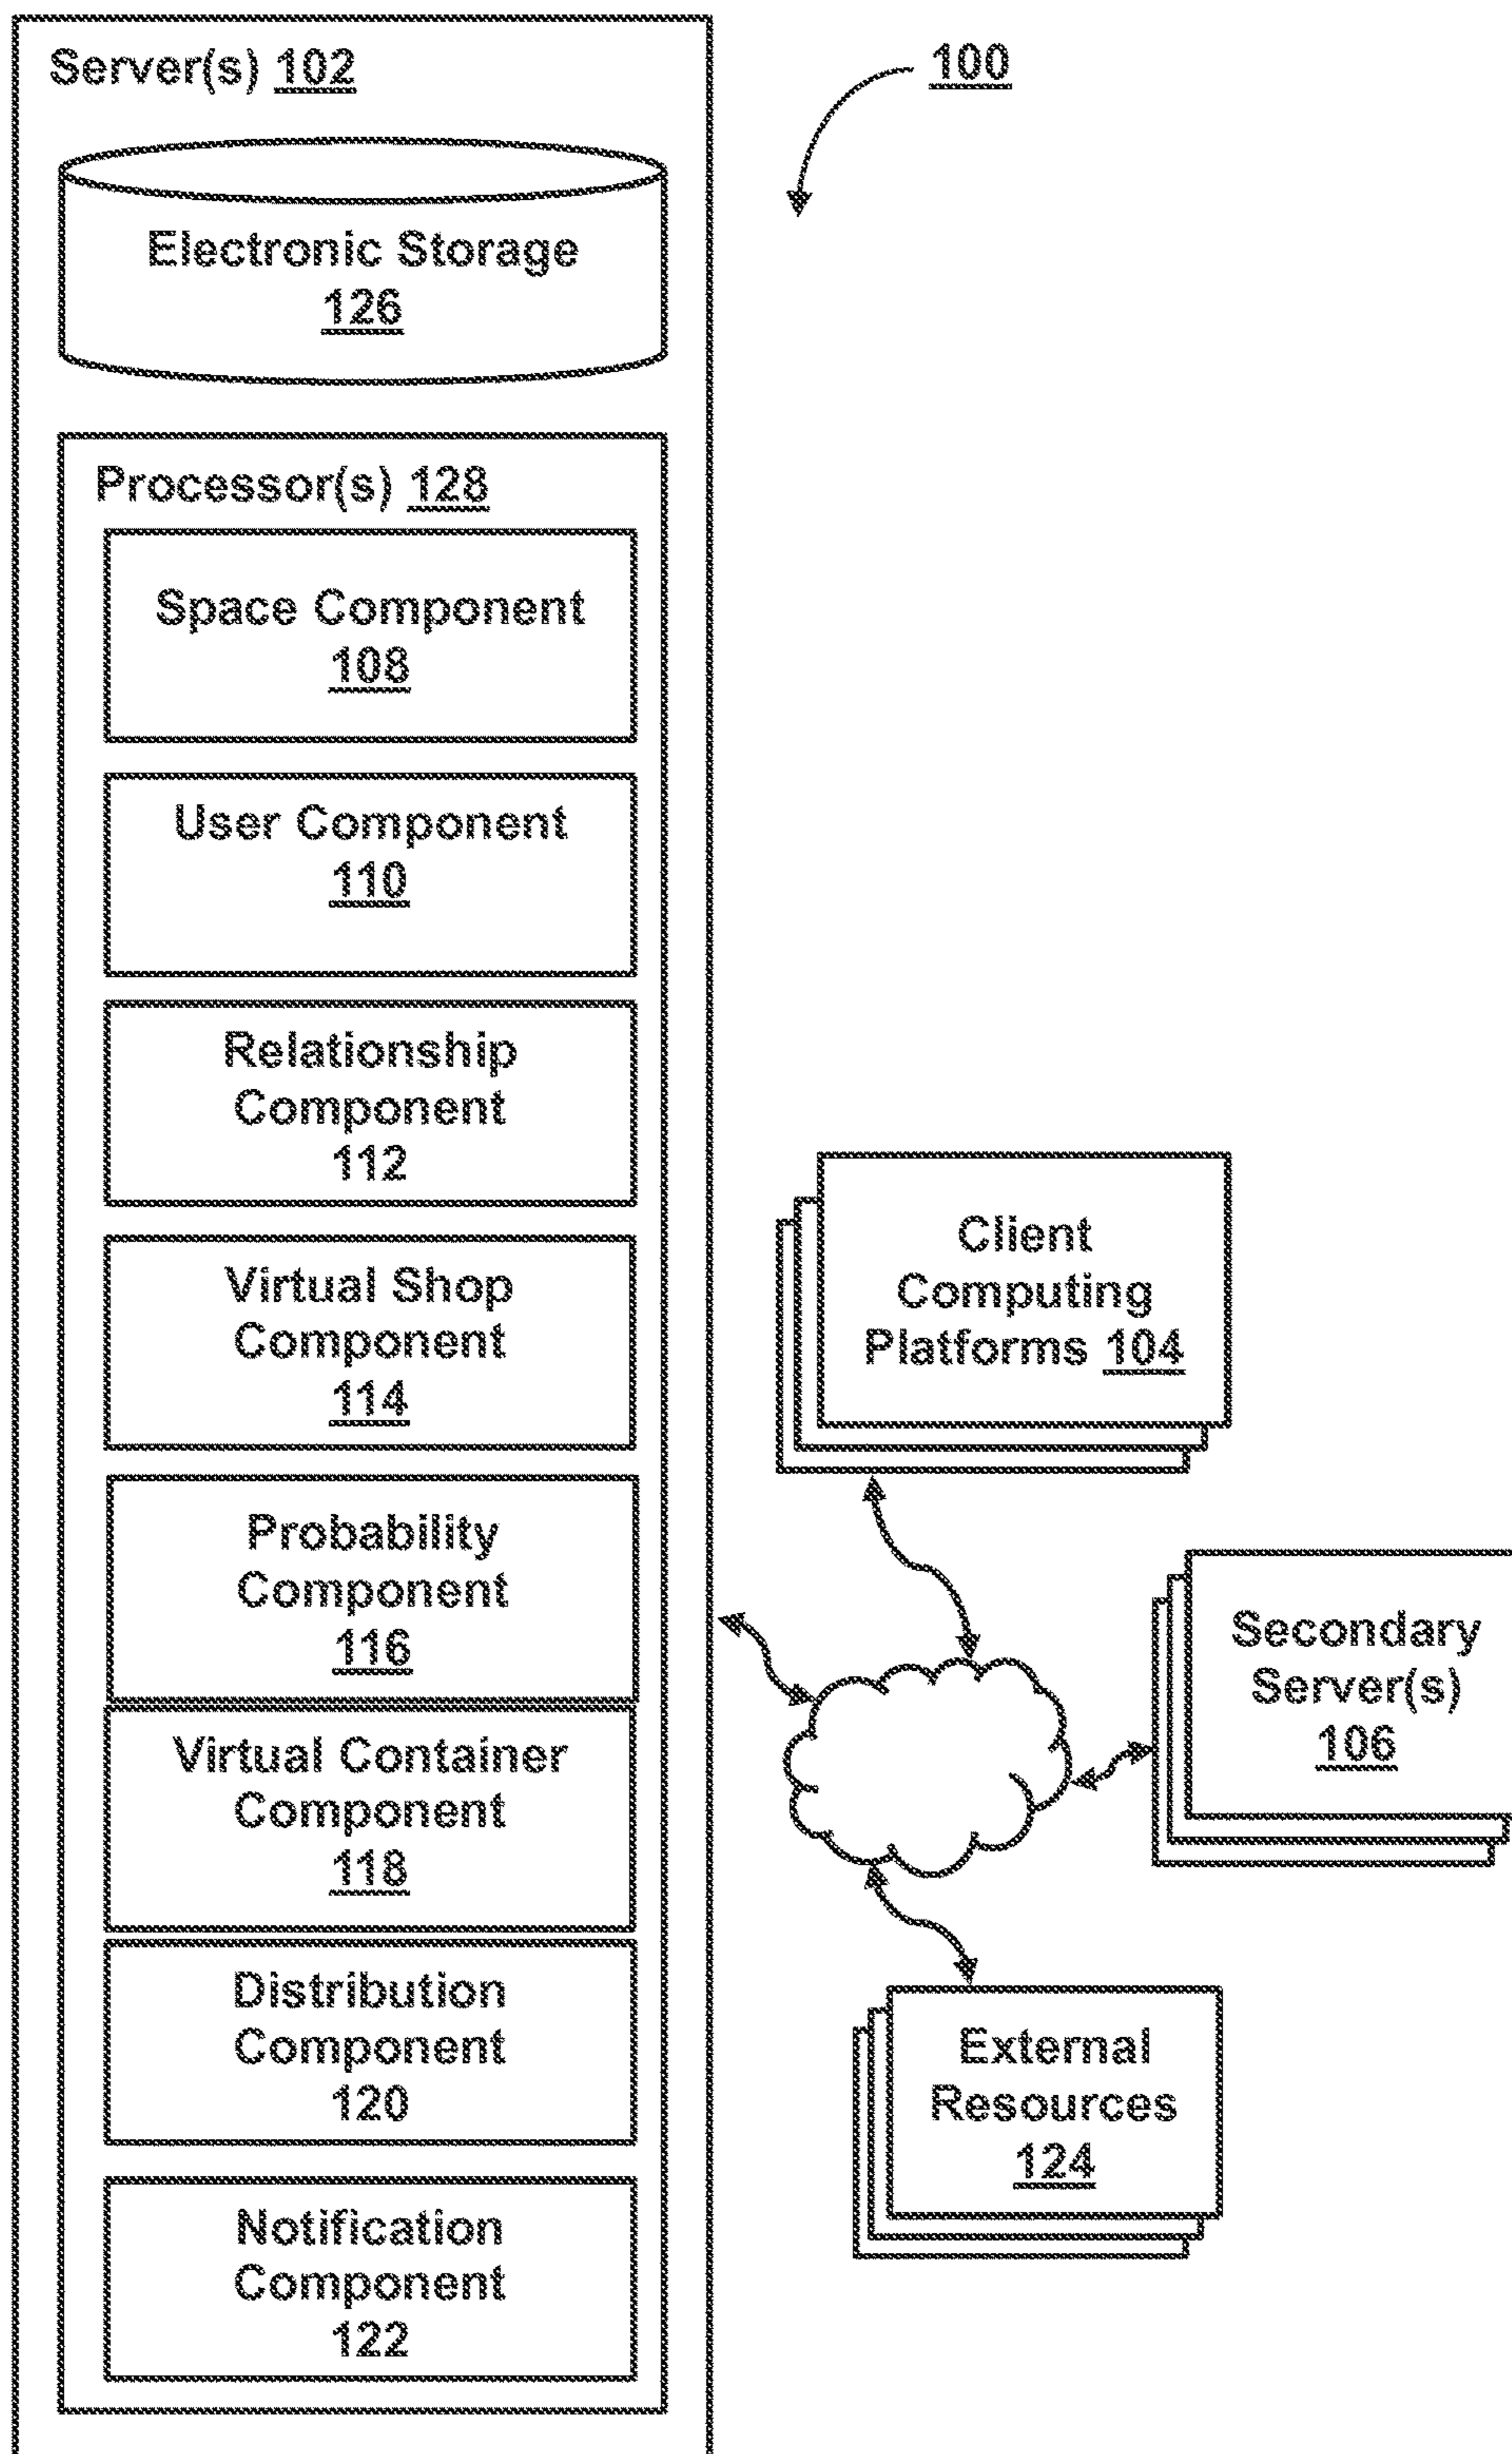 Server(s) 102
100
Electronic Storage
126
Processor(s) 128
Space Component
108
User Component
110
Relationship
Component
112
Virtual Shop
Component
114
Probability
Component
116
Virtual Container
Component
118
Distribution
Component
120
Notification
Component
122
Client
Computing
Platforms 104
Secondary
Server(s)
106
External
Resources
124